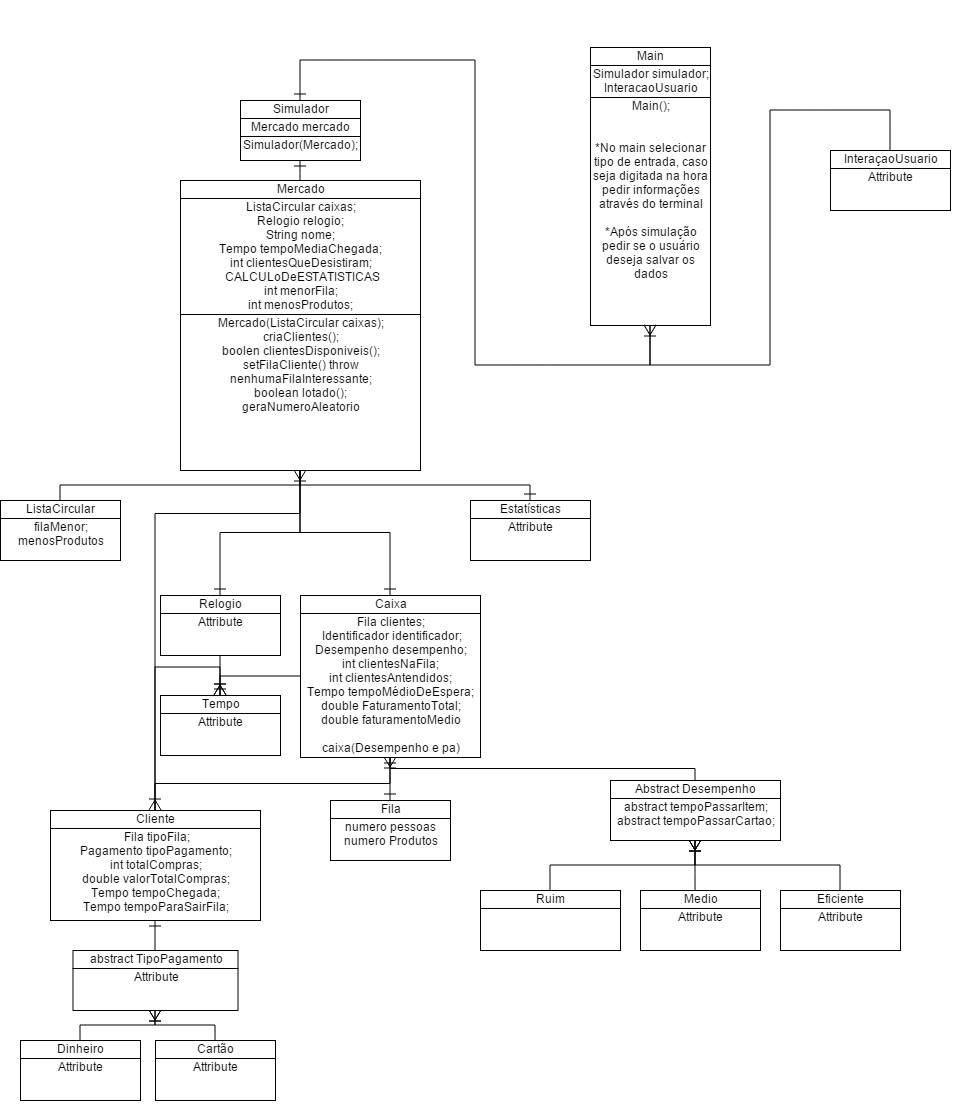 Main
Simulador simulador;
InteracaoUsuario
Main();
*No main selecionar
tipo de entrada, caso
seja digitada na hora
pedir informações
através do terminal
*Após simulação
pedir se o usuário
deseja salvar os
dados
Simulador
Mercado mercado
Simulador(Mercado);
InteraçaoUsuario
Attribute
Mercado
ListaCircular caixas;
Relogio relogio;
String nome;
Tempo tempoMediaChegada;
int clientesQueDesistiram;
CALCULoDeESTATISTICAS
int menorFila;
int menosProdutos;
Mercado(ListaCircular caixas);
criaClientes();
boolen clientesDisponiveis();
setFilaCliente() throw
nenhumaFilaInteressante;
boolean lotado();
geraNumeroAleatorio
ListaCircular
filaMenor;
menosProdutos
Estatísticas
Attribute
Relogio
Attribute
Caixa
Fila clientes;
Identificador identificador;
Desempenho desempenho;
int clientesNaFila;
int clientesAntendidos;
Tempo tempoMédioDeEspera;
double FaturamentoTotal;
double faturamentoMedio
caixa(Desempenho e pa)
Tempo
Attribute
Cliente
Fila tipoFila;
Pagamento tipoPagamento;
int totalCompras;
double valorTotalCompras;
Tempo tempoChegada;
Tempo tempoParaSairFila;
Fila
numero pessoas
numero Produtos
Abstract Desempenho
abstract tempoPassarItem;
abstract tempoPassarCartao;
Ruim
Medio
Attribute
Eficiente
Attribute
abstract TipoPagamento
Attribute
Dinheiro
Attribute
Cartão
Attribute